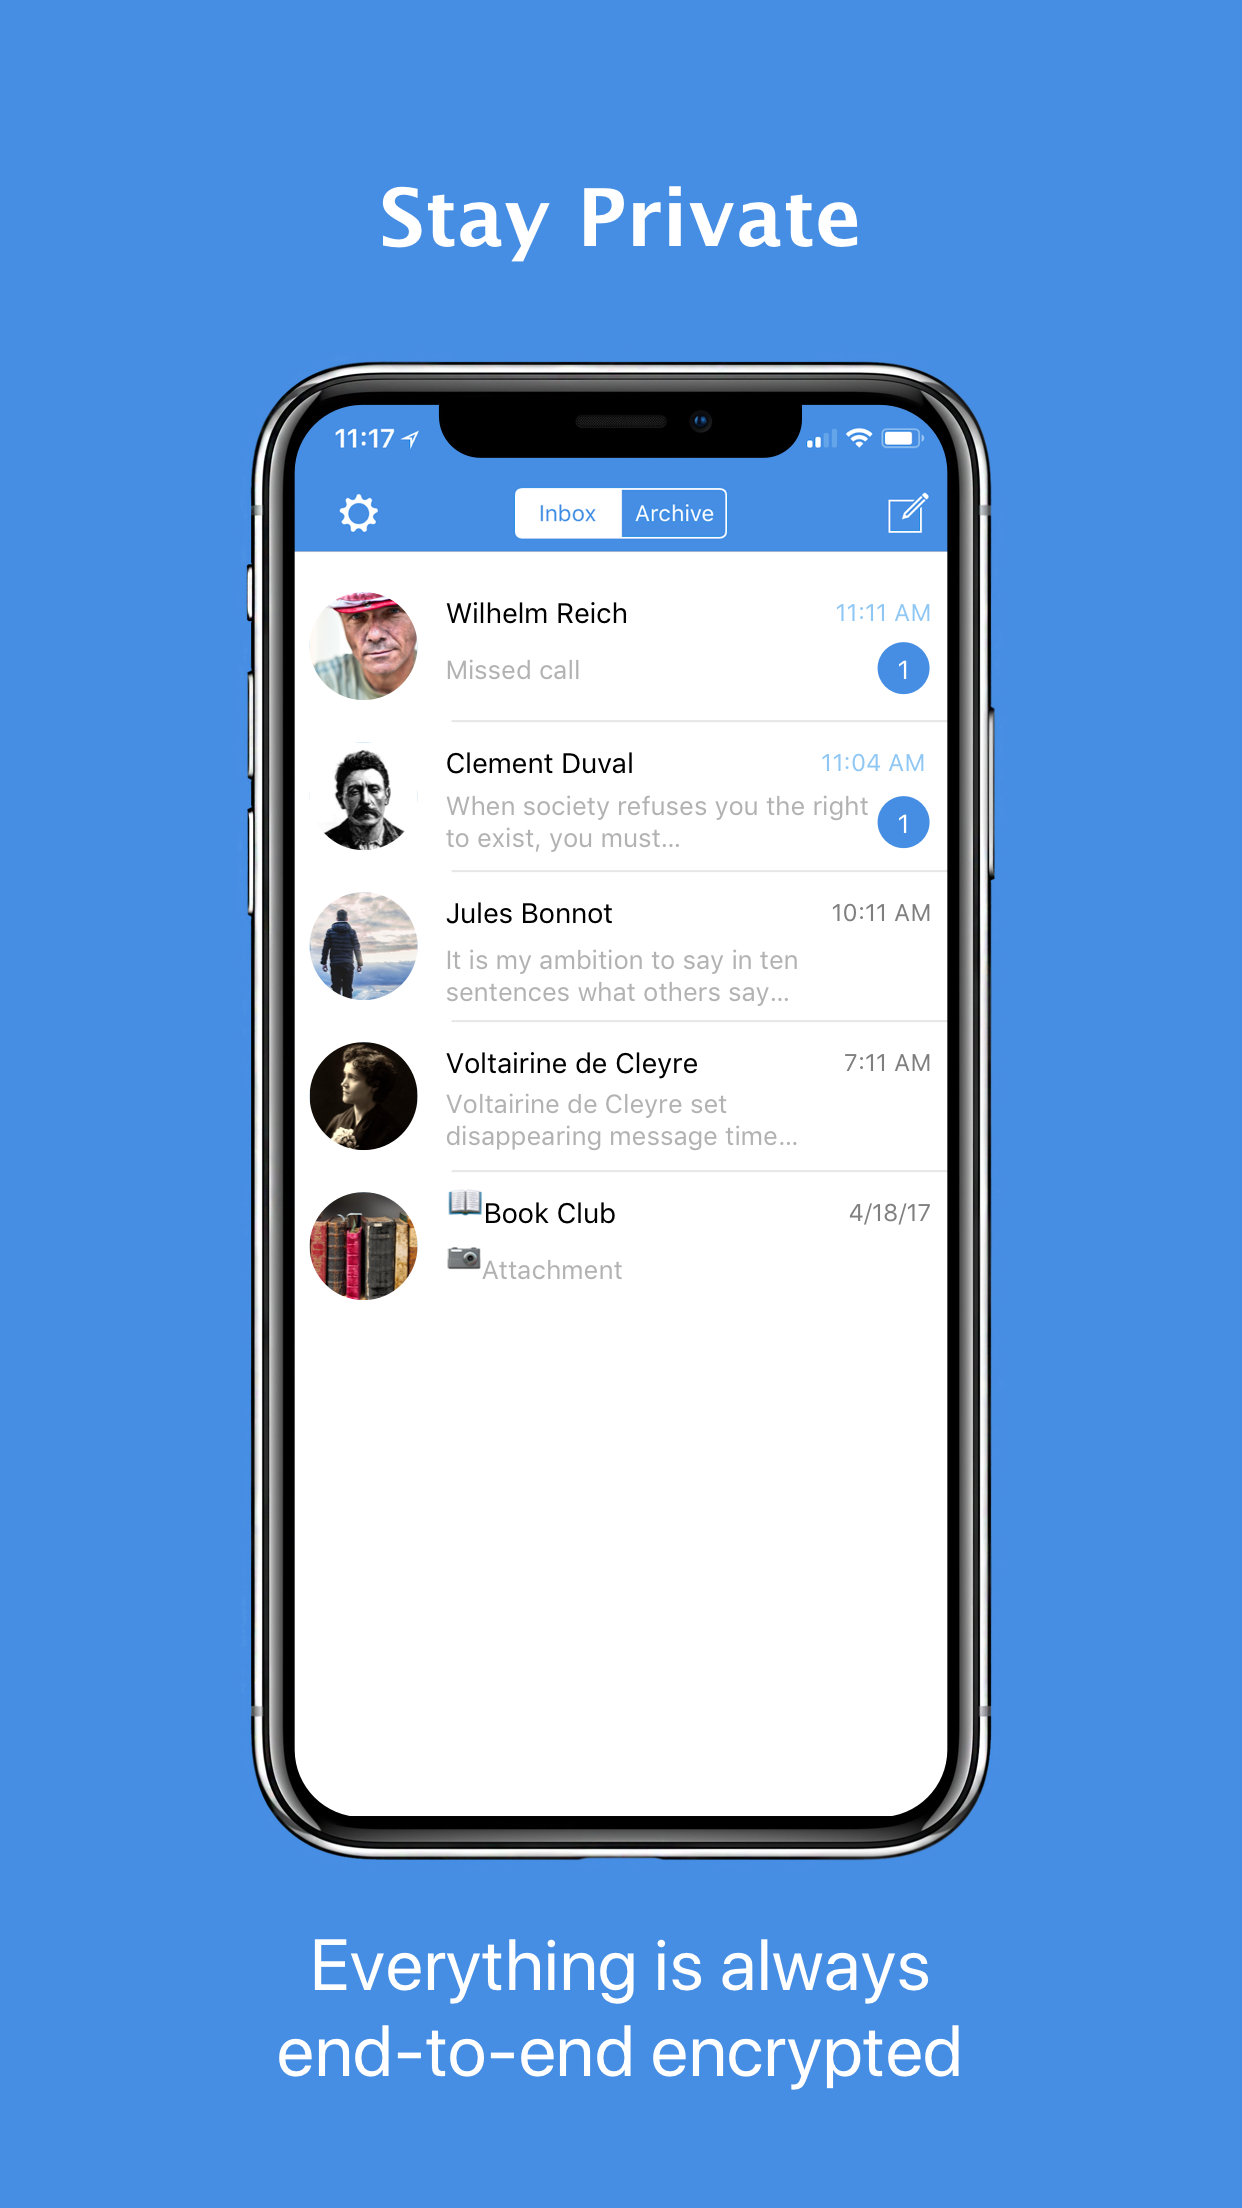 Stay Private
11:17
Inbox Archive
Wilhelm Reich 11:11 AM
Missed call 1
Clement Duval 11:04 AM
When society refuses you the right
to exist, you must... 1
Jules Bonnot 10:11 AM
It is my ambition to say in ten
sentences what others say...
Voltairine de Cleyre 7:11 AM
Voltairine de Cleyre set
disappearing message time...
📖Book Club 4/18/17
📷Attachment
Everything is always
end-to-end encrypted